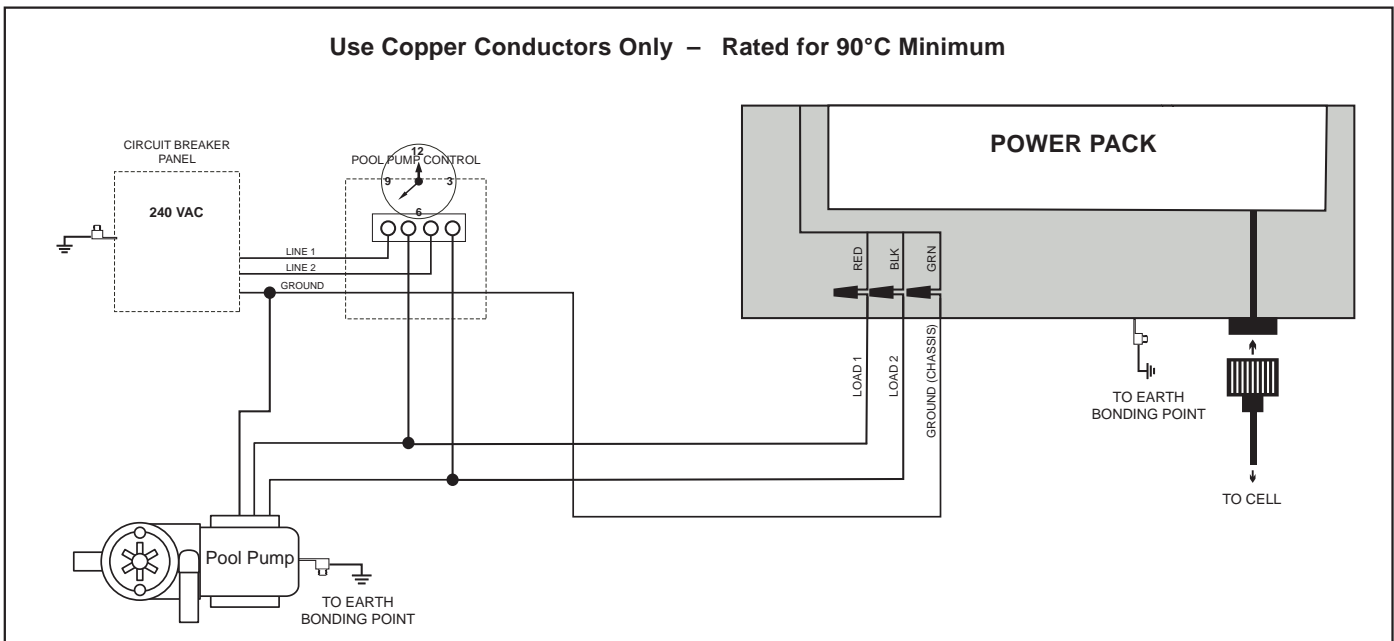 Use Copper Conductors Only – Rated for 90°C Minimum
CIRCUIT BREAKER
PANEL
240 VAC
POOL PUMP CONTROL
12
9
3
6
LINE 1
LINE 2
GROUND
POWER PACK
RED
BLK
GRN
LOAD 1
LOAD 2
GROUND (CHASSIS)
TO EARTH
BONDING POINT
TO CELL
Pool Pump
TO EARTH
BONDING POINT